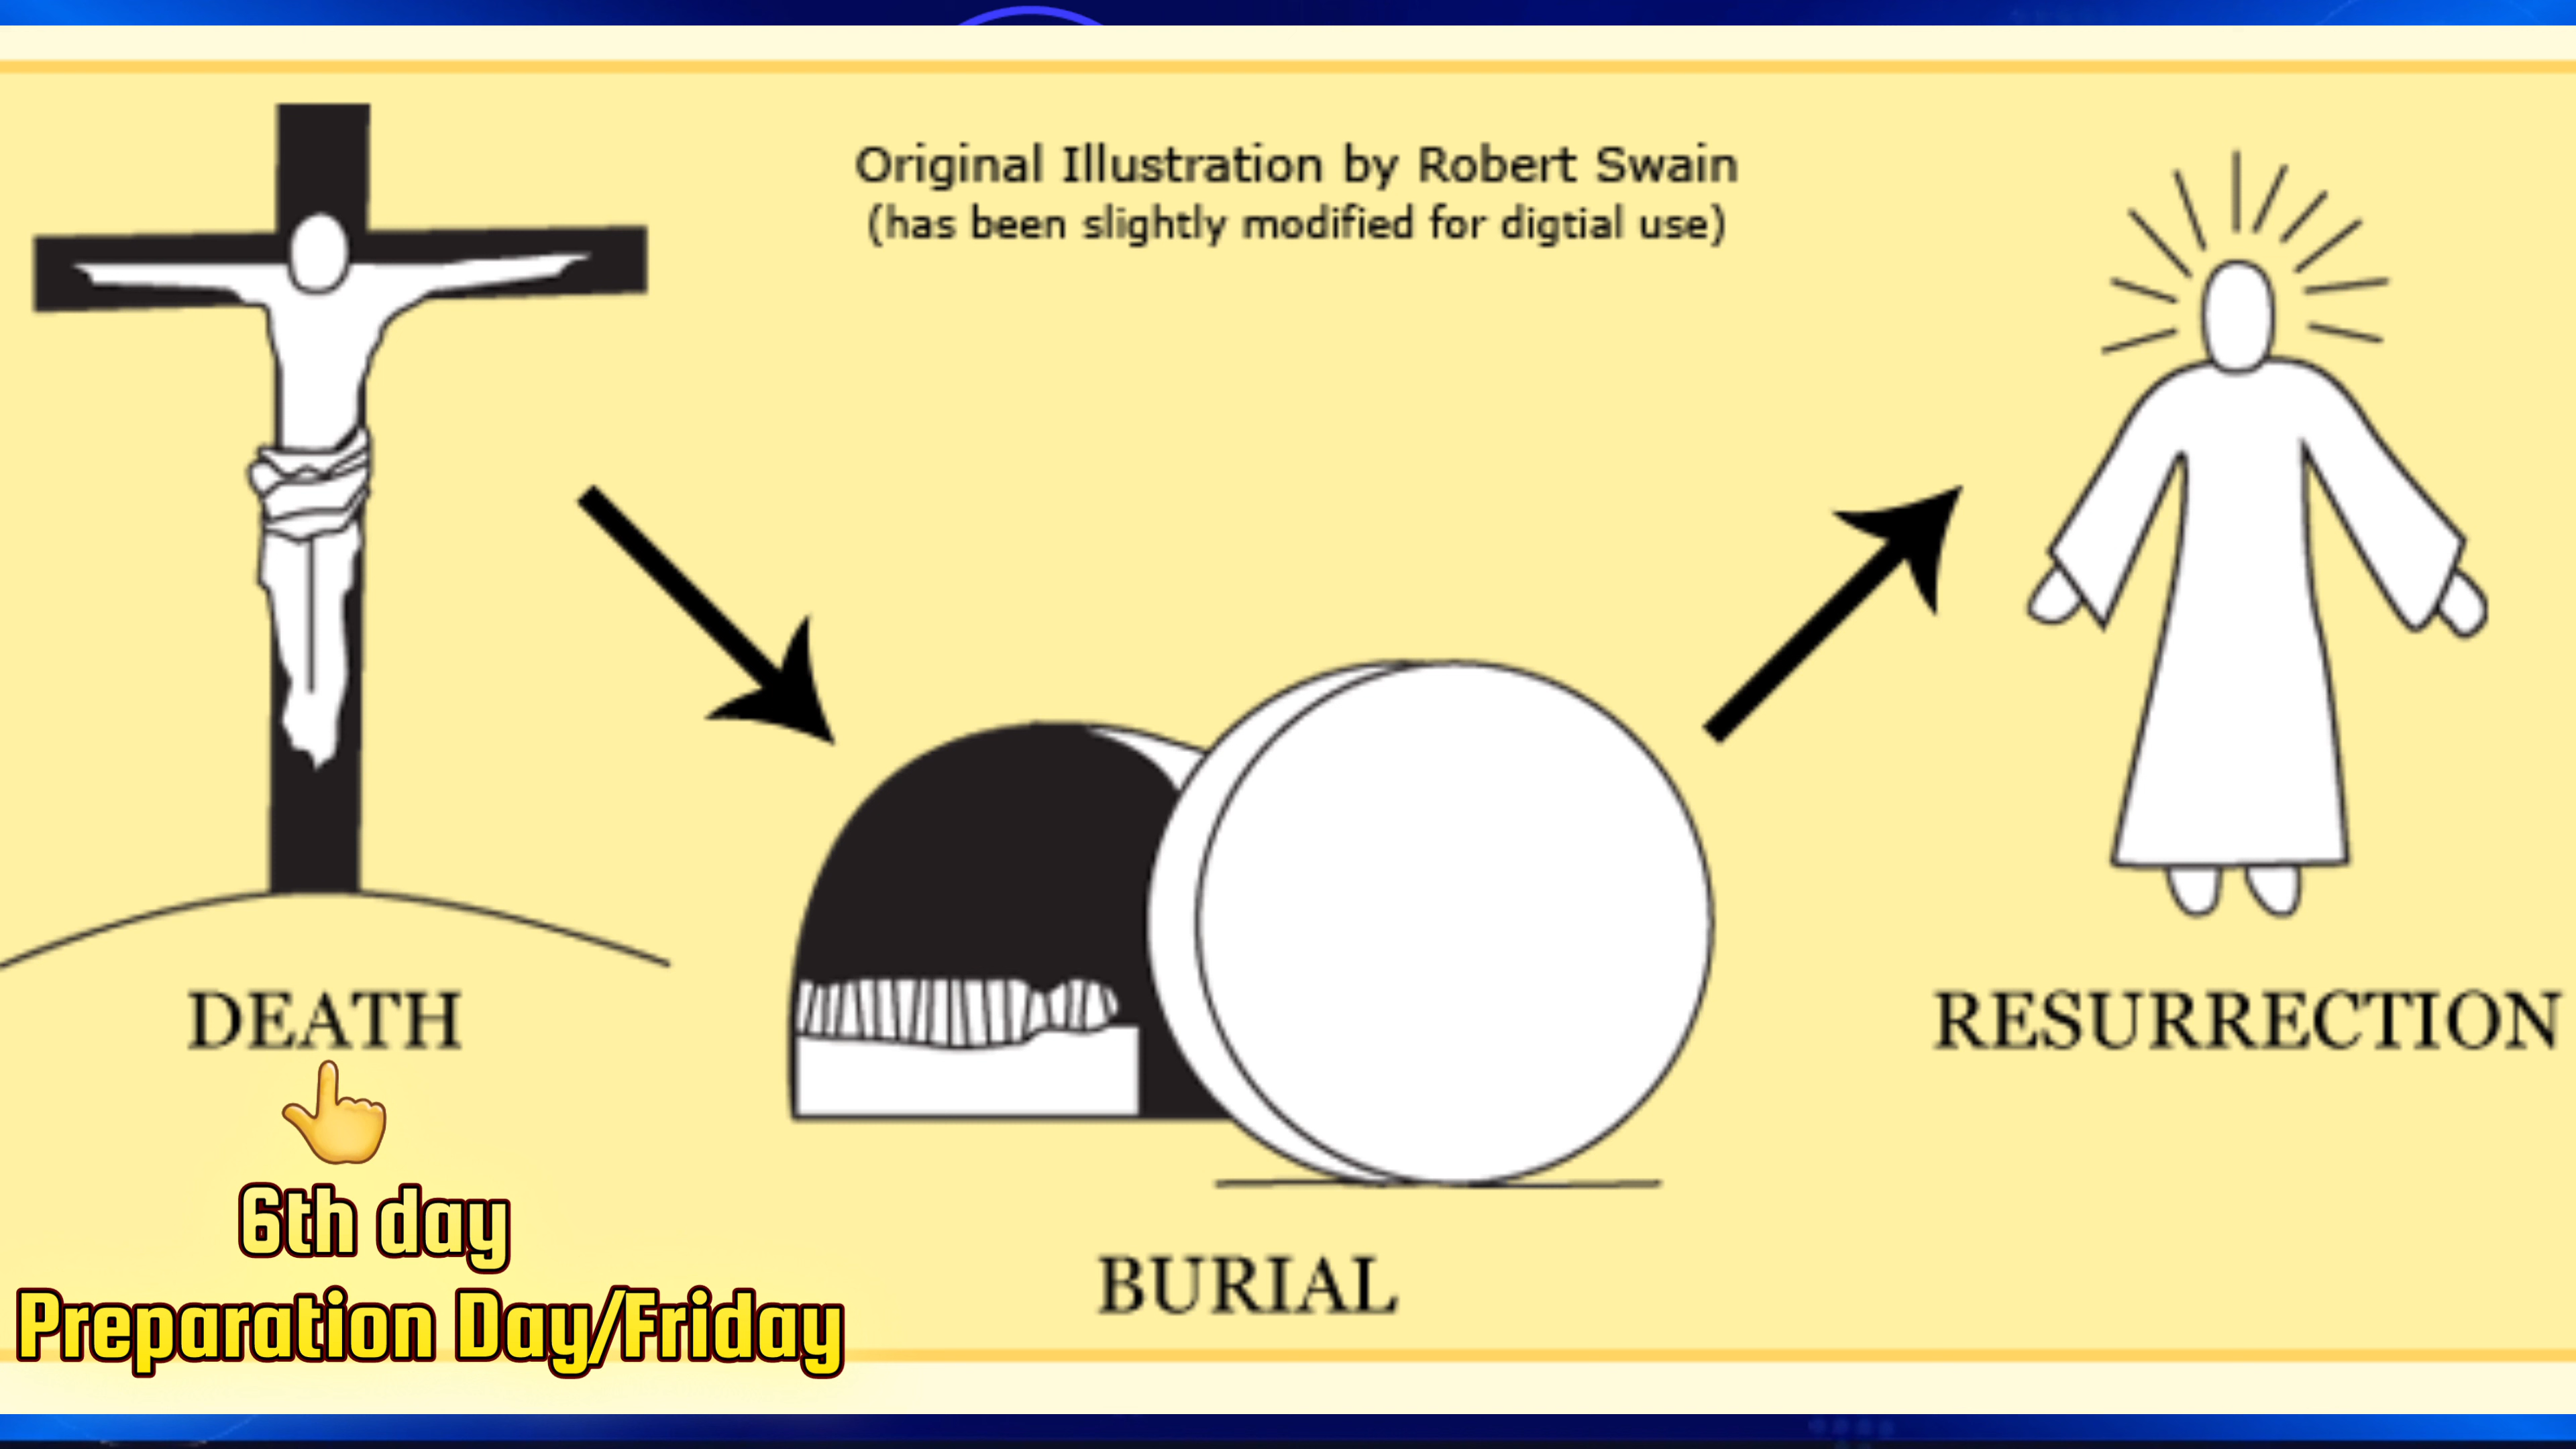 Original Illustration by Robert Swain
(has been slightly modified for digtial use)
DEATH
RESURRECTION
6th day
Preparation Day/Friday
BURIAL